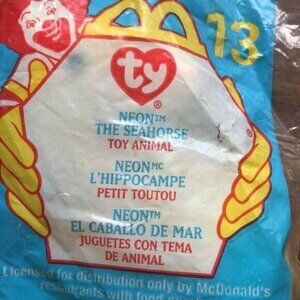 13
ty
®
NEON™
THE SEAHORSE
TOY ANIMAL
NEONMC
L'HIPPOCAMPE
PETIT TOUTOU
NEON™
EL CABALLO DE MAR
JUGUETES CON TEMA
DE ANIMAL
Licensed for distribution only by McDonald's
restaurants with food